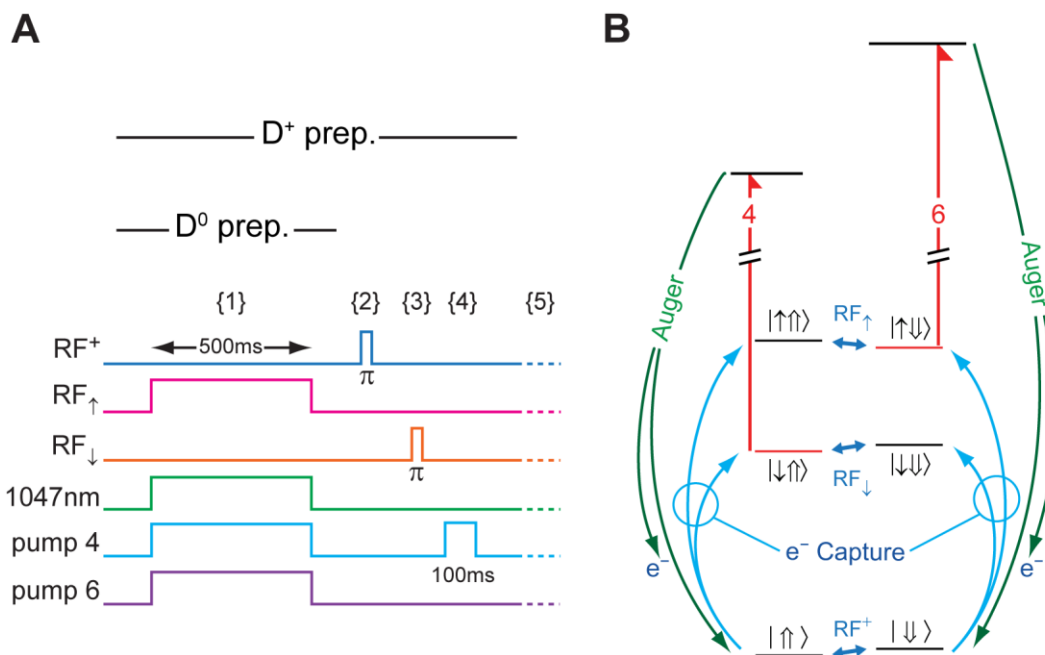 A
D⁺ prep.
D⁰ prep.
{1} {2} {3} {4} {5}
RF⁺
500ms
π
RF↑
RF↓
π
1047nm
pump 4
100ms
pump 6
B
4
6
Auger
Auger
|↑⇑⟩ RF↑ |↑⇓⟩
|↓⇑⟩ RF↓ |↓⇓⟩
e⁻ Capture
e⁻
e⁻
|⇑⟩ RF⁺ |⇓⟩